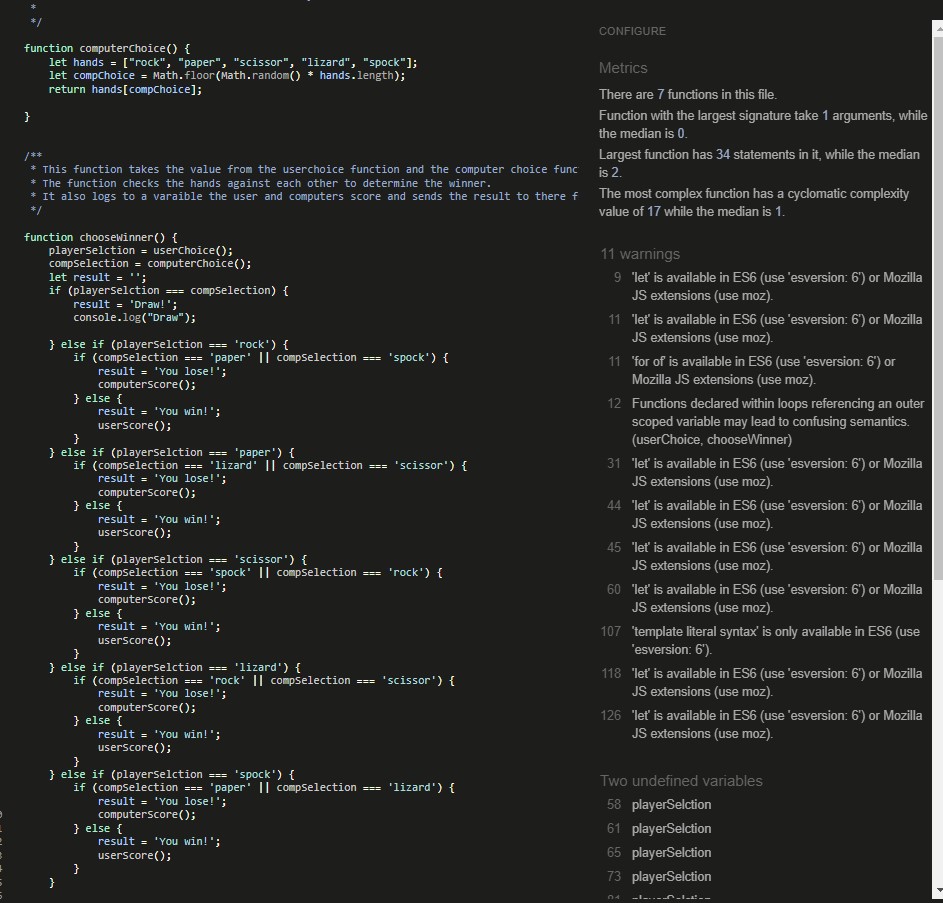 *
*/
function computerChoice() {
let hands = ["rock", "paper", "scissor", "lizard", "spock"];
let compChoice = Math.floor(Math.random() * hands.length);
return hands[compChoice];
}
/**
* This function takes the value from the userchoice function and the computer choice func
* The function checks the hands against each other to determine the winner.
* It also logs to a varaible the user and computers score and sends the result to there f
*/
function chooseWinner() {
playerSelction = userChoice();
compSelection = computerChoice();
let result = '';
if (playerSelction === compSelection) {
result = 'Draw!';
console.log("Draw");
} else if (playerSelction === 'rock') {
if (compSelection === 'paper' || compSelection === 'spock') {
result = 'You lose!';
computerScore();
} else {
result = 'You win!';
userScore();
}
} else if (playerSelction === 'paper') {
if (compSelection === 'lizard' || compSelection === 'scissor') {
result = 'You lose!';
computerScore();
} else {
result = 'You win!';
userScore();
}
} else if (playerSelction === 'scissor') {
if (compSelection === 'spock' || compSelection === 'rock') {
result = 'You lose!';
computerScore();
} else {
result = 'You win!';
userScore();
}
} else if (playerSelction === 'lizard') {
if (compSelection === 'rock' || compSelection === 'scissor') {
result = 'You lose!';
computerScore();
} else {
result = 'You win!';
userScore();
}
} else if (playerSelction === 'spock') {
if (compSelection === 'paper' || compSelection === 'lizard') {
result = 'You lose!';
computerScore();
} else {
result = 'You win!';
userScore();
}
}
CONFIGURE
Metrics
There are 7 functions in this file.
Function with the largest signature take 1 arguments, while
the median is 0.
Largest function has 34 statements in it, while the median
is 2.
The most complex function has a cyclomatic complexity
value of 17 while the median is 1.
11 warnings
9 'let' is available in ES6 (use 'esversion: 6') or Mozilla
JS extensions (use moz).
11 'let' is available in ES6 (use 'esversion: 6') or Mozilla
JS extensions (use moz).
11 'for of' is available in ES6 (use 'esversion: 6') or
Mozilla JS extensions (use moz).
12 Functions declared within loops referencing an outer
scoped variable may lead to confusing semantics.
(userChoice, chooseWinner)
31 'let' is available in ES6 (use 'esversion: 6') or Mozilla
JS extensions (use moz).
44 'let' is available in ES6 (use 'esversion: 6') or Mozilla
JS extensions (use moz).
45 'let' is available in ES6 (use 'esversion: 6') or Mozilla
JS extensions (use moz).
60 'let' is available in ES6 (use 'esversion: 6') or Mozilla
JS extensions (use moz).
107 'template literal syntax' is only available in ES6 (use
'esversion: 6').
118 'let' is available in ES6 (use 'esversion: 6') or Mozilla
JS extensions (use moz).
126 'let' is available in ES6 (use 'esversion: 6') or Mozilla
JS extensions (use moz).
Two undefined variables
58 playerSelction
61 playerSelction
65 playerSelction
73 playerSelction